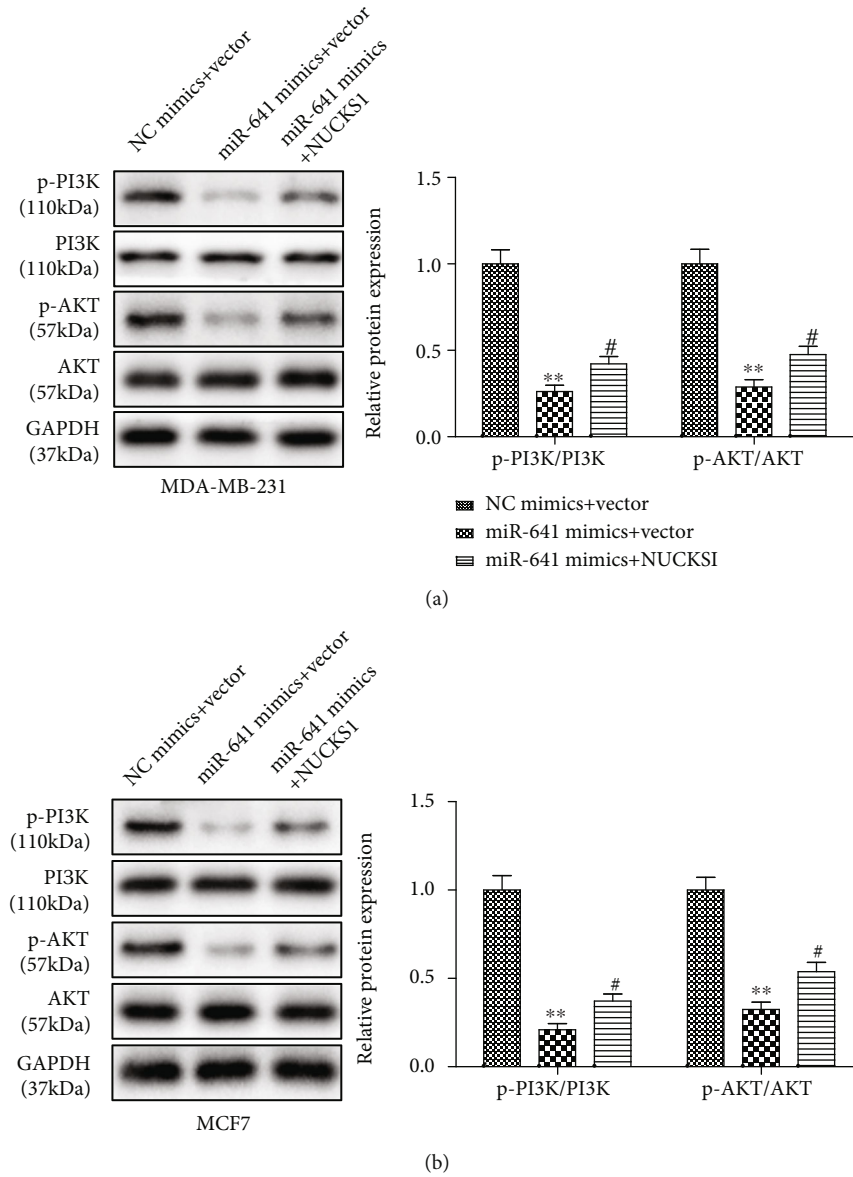 NC mimics+vector
miR-641 mimics+vector
miR-641 mimics
+NUCKS1
p-PI3K
(110kDa)
PI3K
(110kDa)
p-AKT
(57kDa)
AKT
(57kDa)
GAPDH
(37kDa)
MDA-MB-231
Relative protein expression
1.5
1.0
0.5
0.0
**
#
**
#
p-PI3K/PI3K
p-AKT/AKT
NC mimics+vector
miR-641 mimics+vector
miR-641 mimics+NUCKSI
(a)
NC mimics+vector
miR-641 mimics+vector
miR-641 mimics
+NUCKS1
p-PI3K
(110kDa)
PI3K
(110kDa)
p-AKT
(57kDa)
AKT
(57kDa)
GAPDH
(37kDa)
MCF7
Relative protein expression
1.5
1.0
0.5
0.0
**
#
**
#
p-PI3K/PI3K
p-AKT/AKT
(b)